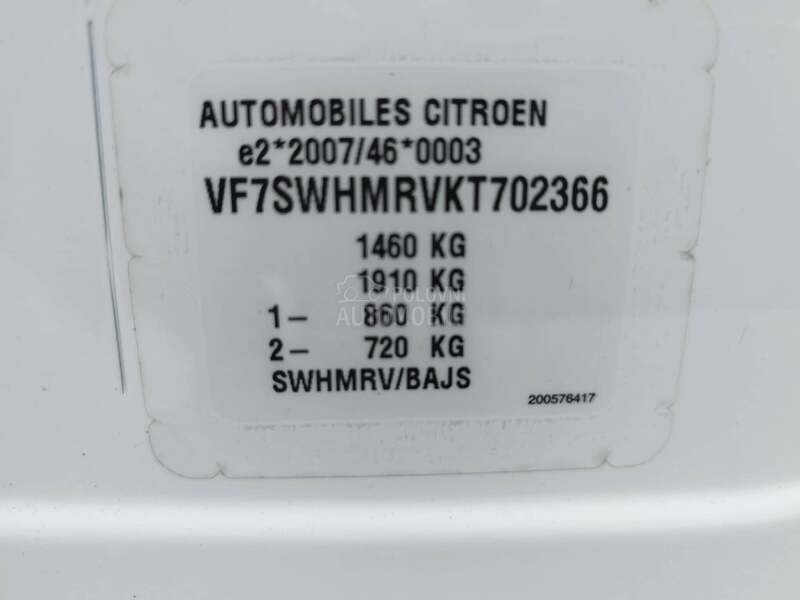 AUTOMOBILES CITROEN
e2*2007/46*0003
VF7SWHMRVKT702366
1460 KG
1910 KG
POLOVNI
1- 860 KG
2- 720 KG
SWHMRV/BAJS
200576417